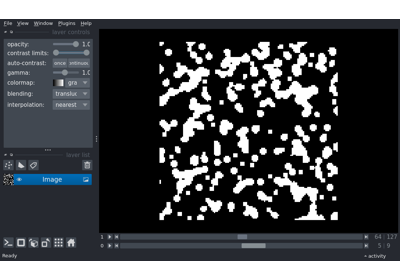 File View Window Plugins Help
layer controls
opacity: 1.0
contrast limits:
auto-contrast: once continuous
gamma: 1.0
colormap: gra
blending: translu
interpolation: nearest
layer list
Image
1 64 127
0 5 9
Ready activity